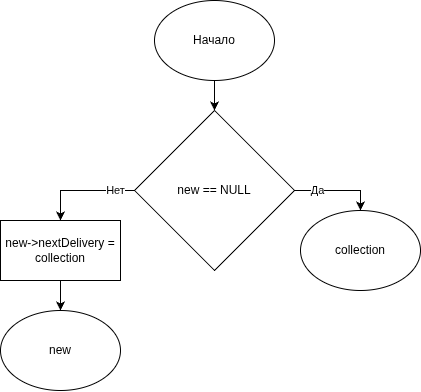 Начало
new == NULL
Нет
Да
new->nextDelivery =
collection
collection
new